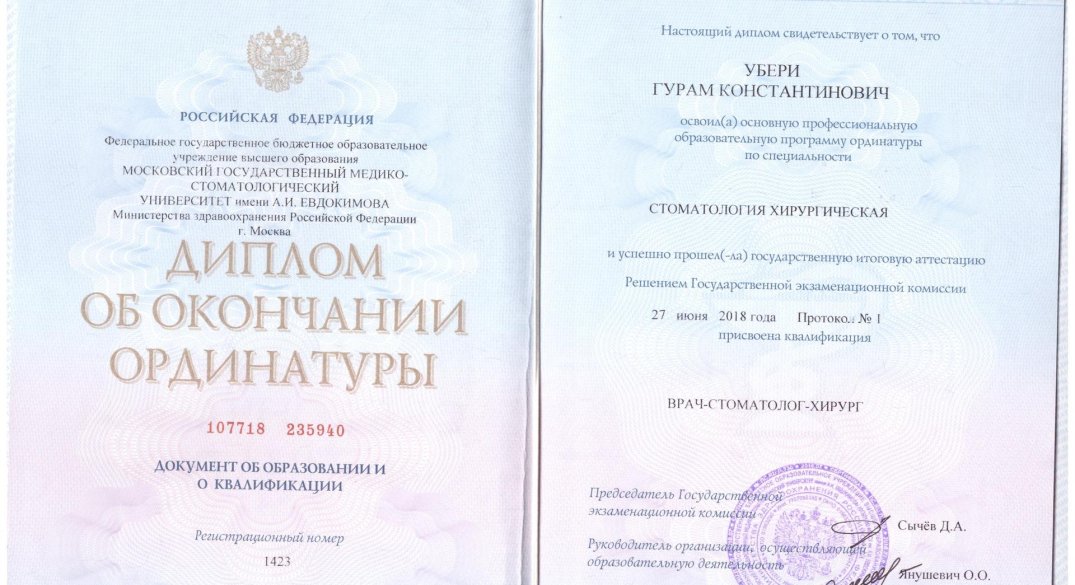 РОССИЙСКАЯ ФЕДЕРАЦИЯ
Федеральное государственное бюджетное образовательное
учреждение высшего образования
МОСКОВСКИЙ ГОСУДАРСТВЕННЫЙ МЕДИКО-
СТОМАТОЛОГИЧЕСКИЙ
УНИВЕРСИТЕТ имени А.И. ЕВДОКИМОВА
Министерства здравоохранения Российской Федерации
г. Москва
ДИПЛОМ
ОБ ОКОНЧАНИИ
ОРДИНАТУРЫ
107718 235940
ДОКУМЕНТ ОБ ОБРАЗОВАНИИ И
О КВАЛИФИКАЦИИ
Регистрационный номер
1423
Настоящий диплом свидетельствует о том, что
УБЕРИ
ГУРАМ КОНСТАНТИНОВИЧ
освоил(а) основную профессиональную
образовательную программу ординатуры
по специальности
СТОМАТОЛОГИЯ ХИРУРГИЧЕСКАЯ
и успешно прошел(-ла) государственную итоговую аттестацию
Решением Государственной экзаменационной комиссии
27 июня 2018 года Протокол № 1
присвоена квалификация
ВРАЧ-СТОМАТОЛОГ-ХИРУРГ
Председатель Государственной
экзаменационной комиссии
Сычёв Д.А.
Руководитель организации, осуществляющей
образовательную деятельность
Янушевич О.О.